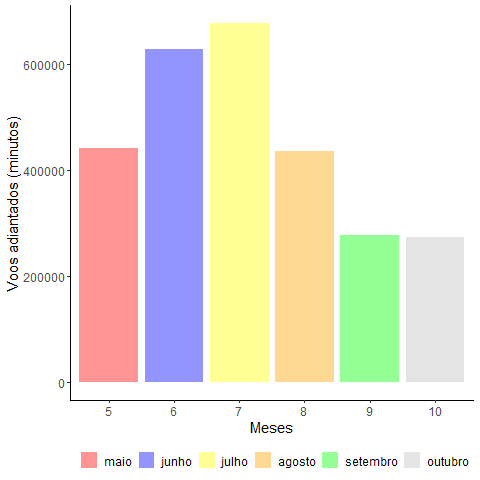 Voos adiantados (minutos)
600000
400000
200000
0
5 6 7 8 9 10
Meses
maio junho julho agosto setembro outubro